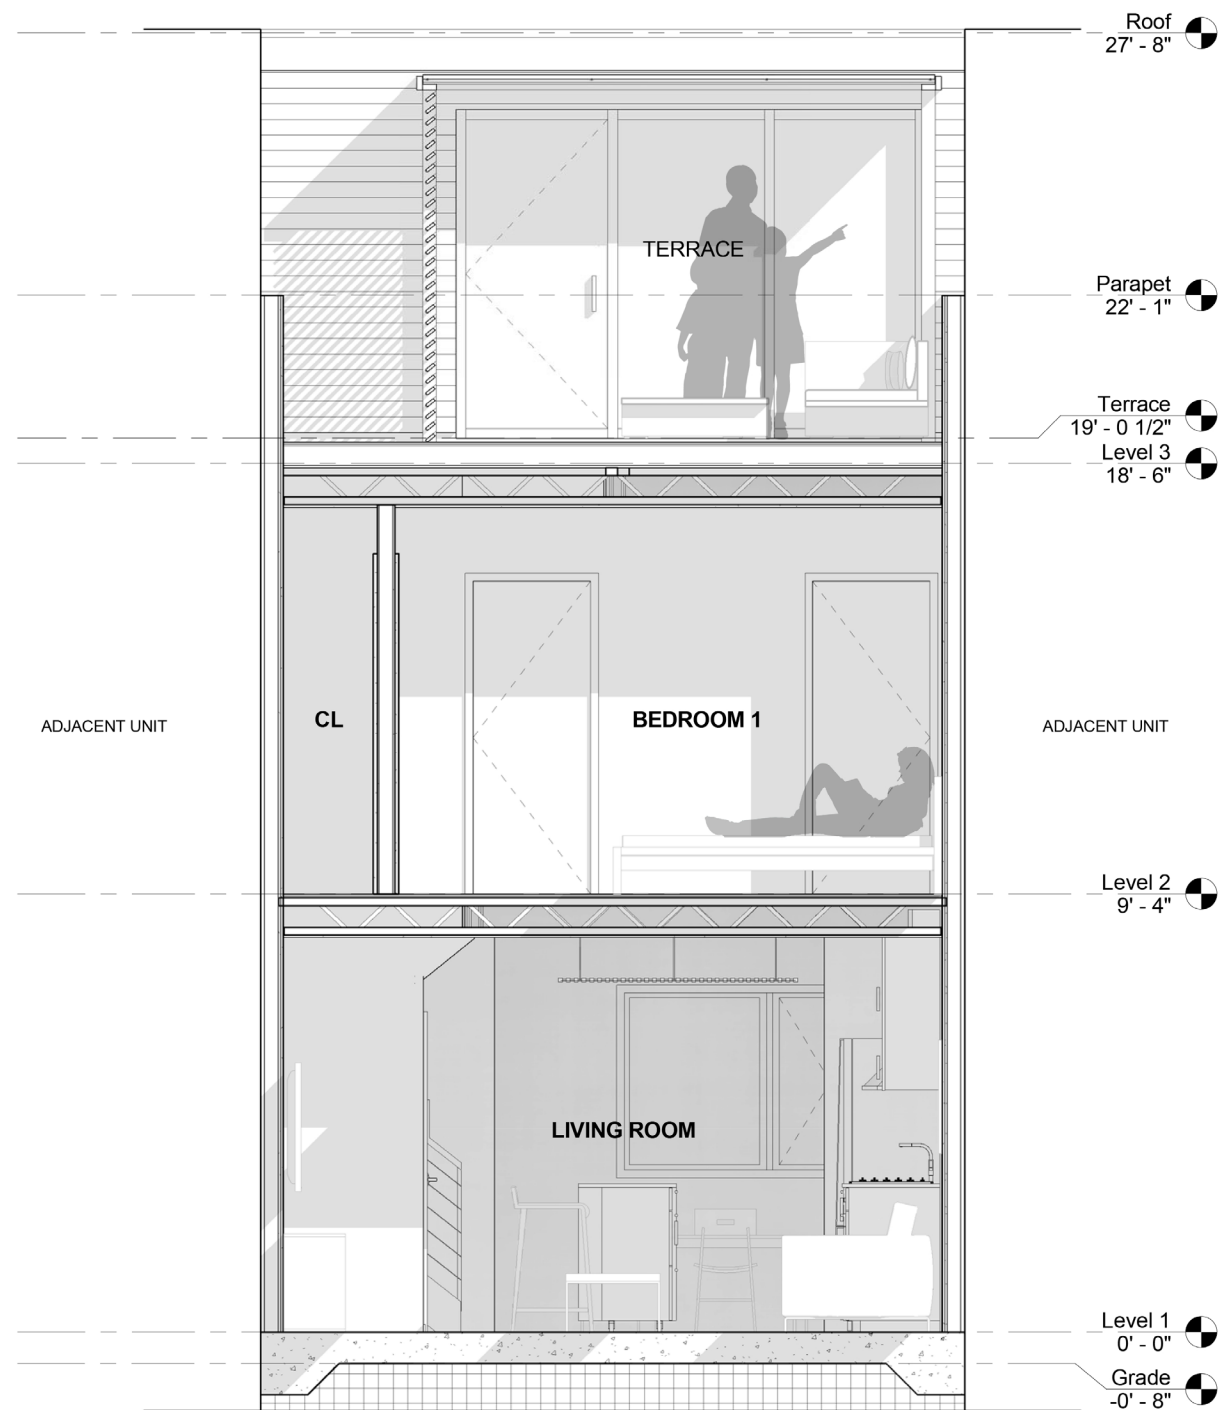 Roof
27' - 8"
TERRACE
Parapet
22' - 1"
Terrace
19' - 0 1/2"
Level 3
18' - 6"
CL
BEDROOM 1
ADJACENT UNIT
ADJACENT UNIT
Level 2
9' - 4"
LIVING ROOM
Level 1
0' - 0"
Grade
-0' - 8"